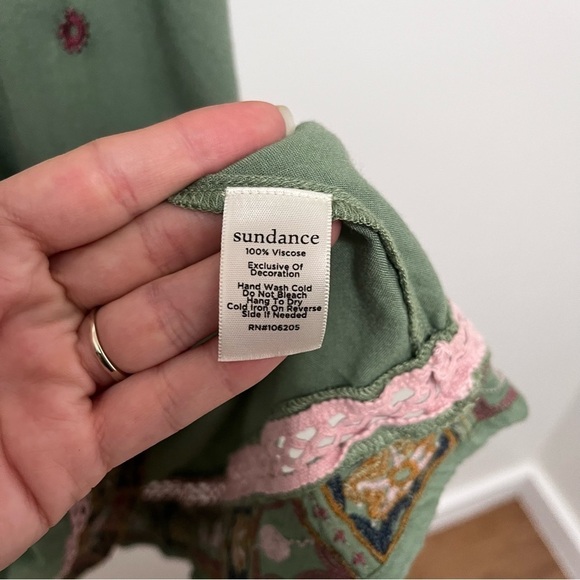 sundance
100% Viscose
Exclusive Of
Decoration
Hand Wash Cold
Do Not Bleach
Hang To Dry
Cold Iron On Reverse
Side If Needed
RN#106205